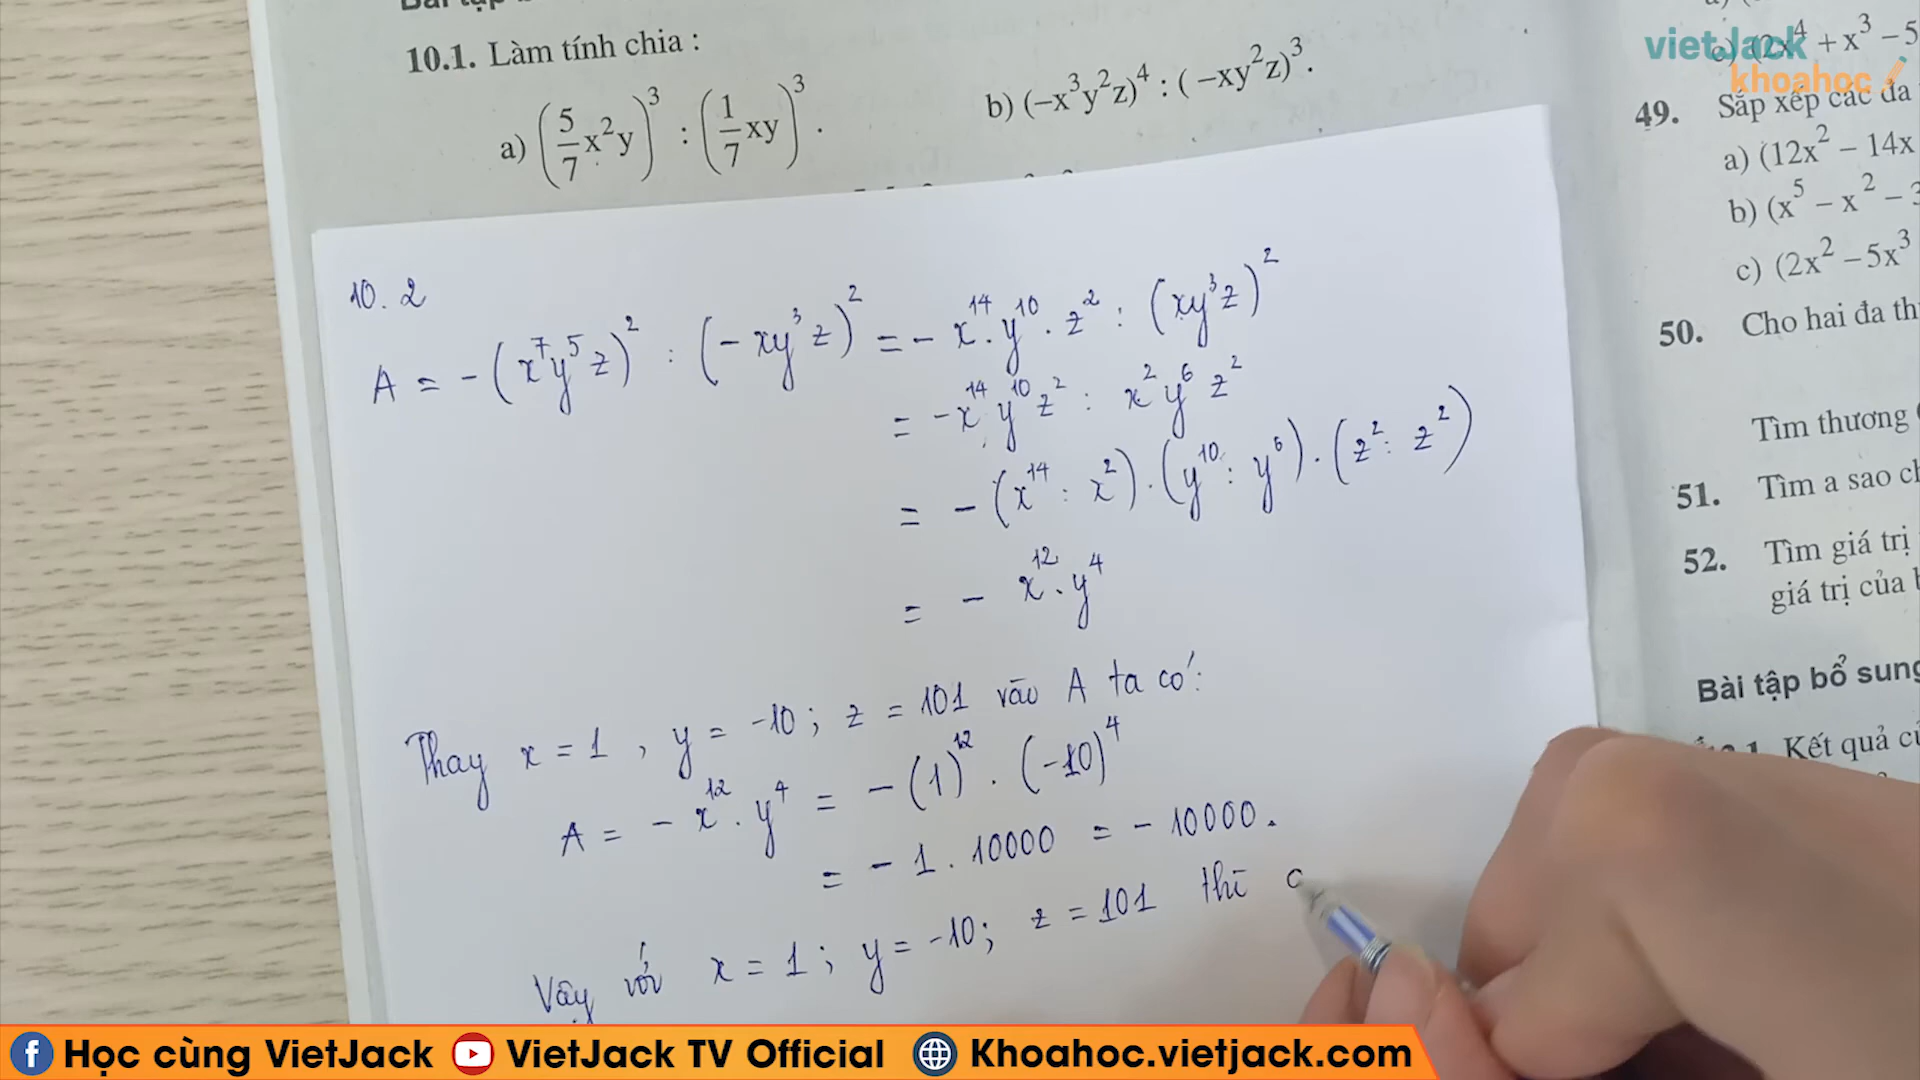 10.1. Làm tính chia :
a) (5/7 x²y)³ : (1/7 xy)³.
b) (−x³y²z)⁴ : (−xy²z)³.
10.2
A = -(x⁷y⁵z)² : (-xy³z)² = - x¹⁴.y¹⁰.z² : (xy³z)²
= -x¹⁴y¹⁰z² : x²y⁶z²
= -(x¹⁴ : x²).(y¹⁰ : y⁶).(z² : z²)
= - x¹².y⁴
Thay x = 1, y = -10; z = 101 vào A ta có:
A = - x¹².y⁴ = -(1)¹².(-10)⁴
= - 1. 10000 = - 10000.
Vậy với x = 1; y = -10; z = 101 thì
vietJack
khoahoc
(2x⁴ + x³ − 5
49. Sắp xếp các đa
a) (12x² − 14x
b) (x⁵ − x² − 3
c) (2x² − 5x³
50. Cho hai đa
Tìm thương
51. Tìm a sao
52. Tìm giá trị
giá trị của
Bài tập bổ sung
Kết quả
Học cùng VietJack
VietJack TV Official
Khoahoc.vietjack.com